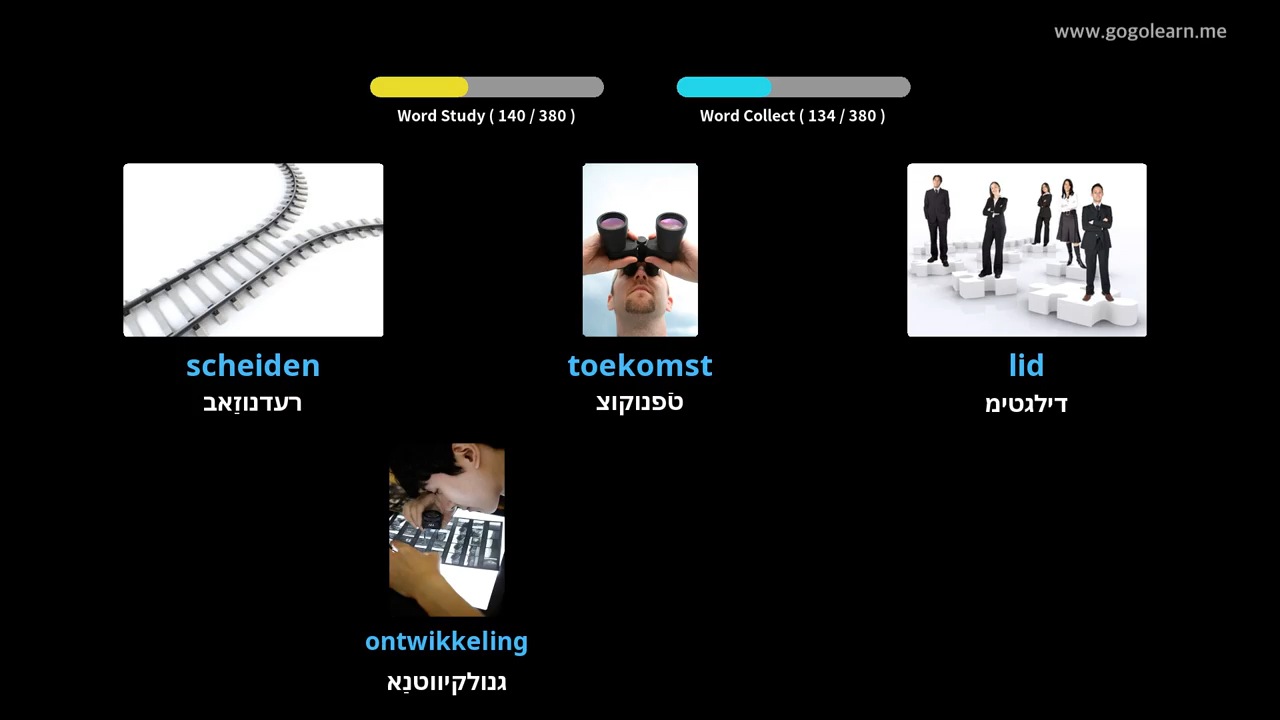 www.gogolearn.me
Word Study ( 140 / 380 )
Word Collect ( 134 / 380 )
scheiden
רעדנוזַאב
toekomst
טֿפנוקוצ
lid
דילגטימ
ontwikkeling
גנולקיווטנַא